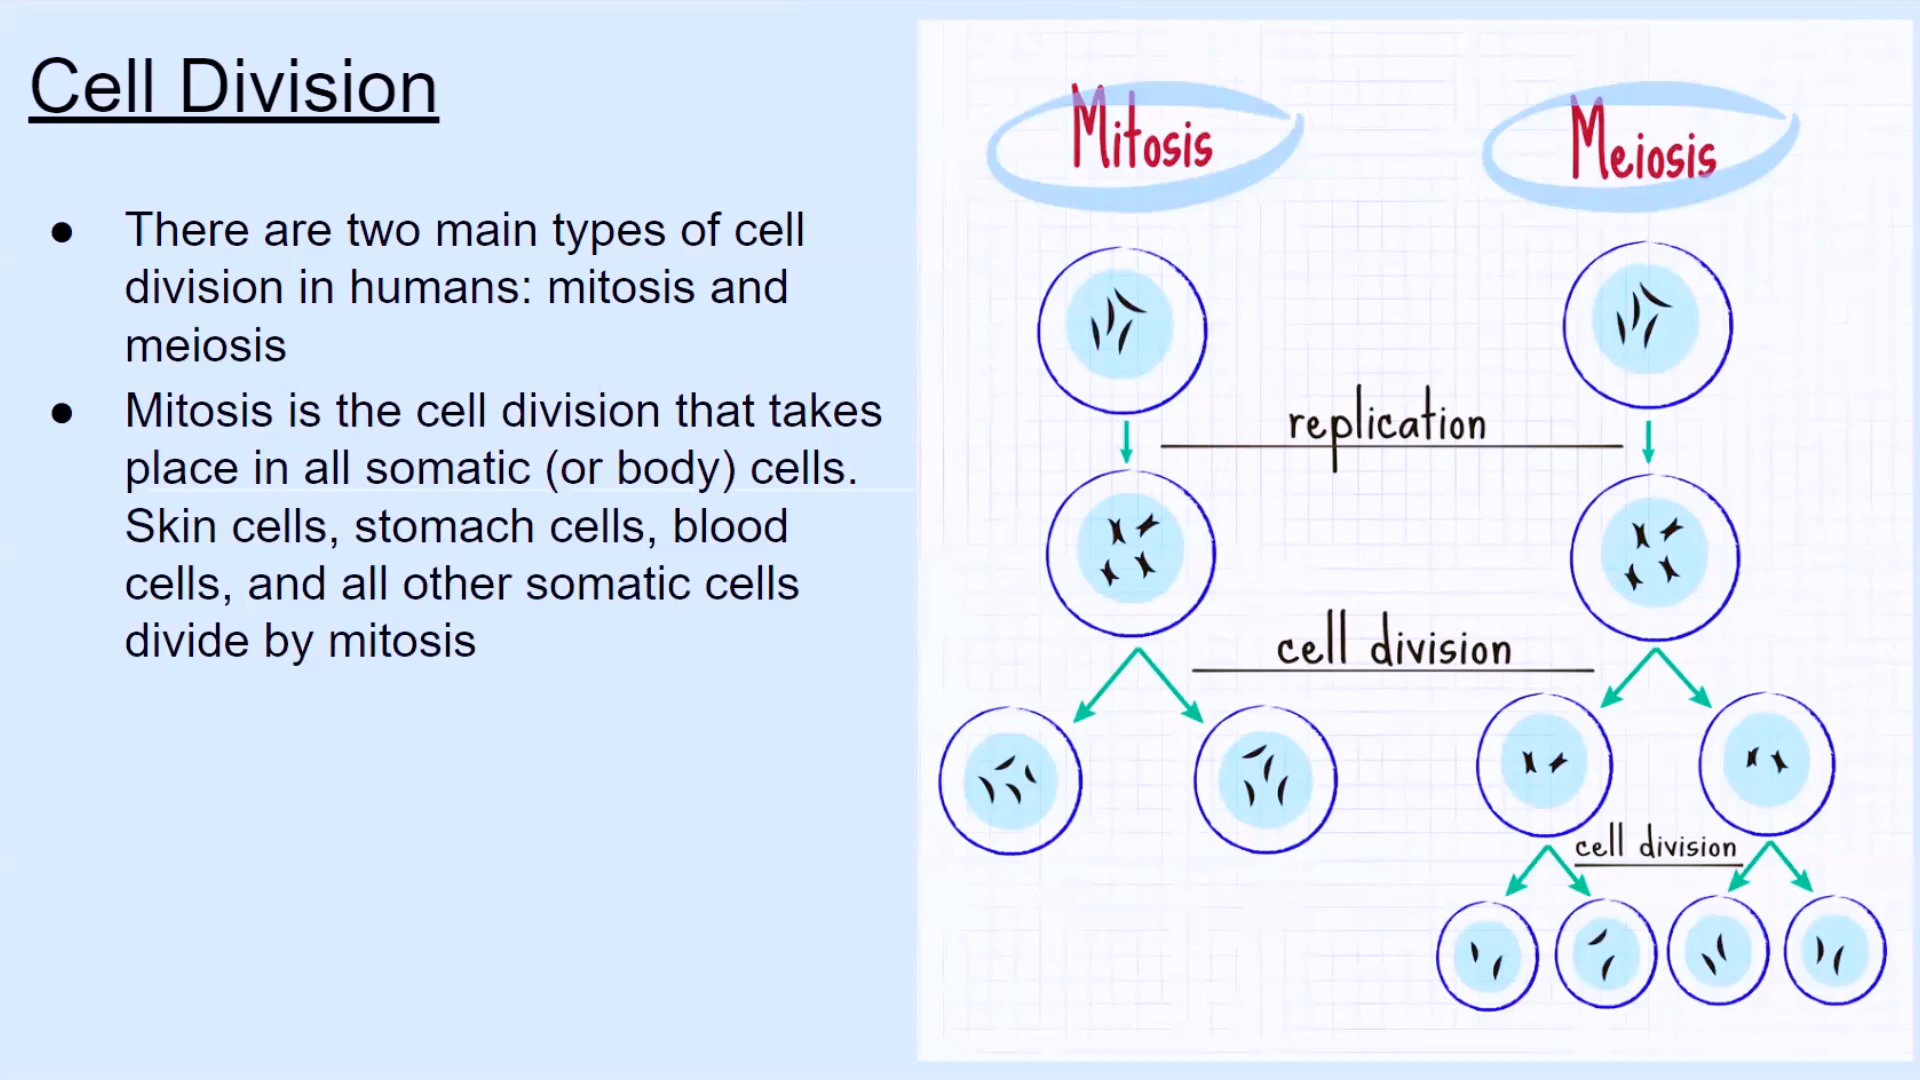 Cell Division
● There are two main types of cell
division in humans: mitosis and
meiosis
● Mitosis is the cell division that takes
place in all somatic (or body) cells.
Skin cells, stomach cells, blood
cells, and all other somatic cells
divide by mitosis
Mitosis
Meiosis
replication
cell division
cell division